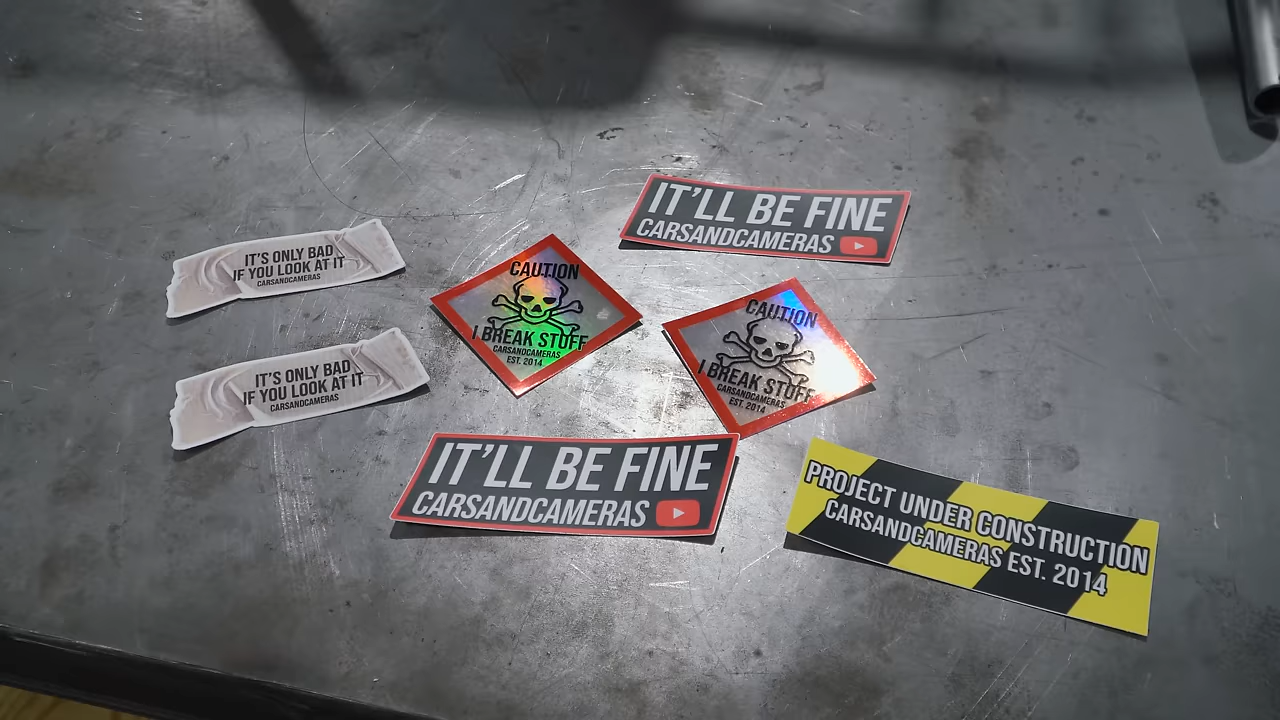 IT'LL BE FINE
CARSANDCAMERAS
IT'S ONLY BAD
IF YOU LOOK AT IT
CARSANDCAMERAS
CAUTION
I BREAK STUFF
CARSANDCAMERAS
EST. 2014
CAUTION
I BREAK STUFF
CARSANDCAMERAS
EST. 2014
IT'S ONLY BAD
IF YOU LOOK AT IT
CARSANDCAMERAS
IT'LL BE FINE
CARSANDCAMERAS
PROJECT UNDER CONSTRUCTION
CARSANDCAMERAS EST. 2014